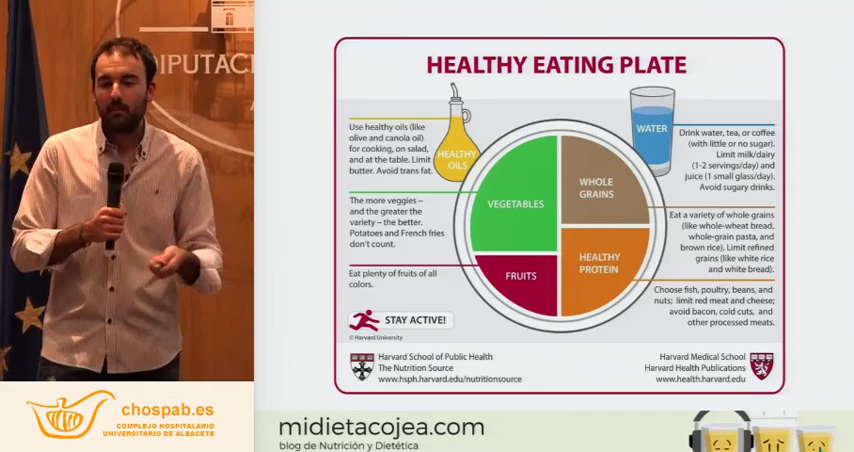 DIPUTAC
A
chospab.es
COMPLEJO HOSPITALARIO
UNIVERSITARIO DE ALBACETE
HEALTHY EATING PLATE
Use healthy oils (like
olive and canola oil)
for cooking, on salad,
and at the table. Limit
butter. Avoid trans fat.
HEALTHY
OILS
WATER
Drink water, tea, or coffee
(with little or no sugar).
Limit milk/dairy
(1-2 servings/day) and
juice (1 small glass/day).
Avoid sugary drinks.
The more veggies –
and the greater the
variety – the better.
Potatoes and French fries
don't count.
VEGETABLES
WHOLE
GRAINS
Eat a variety of whole grains
(like whole-wheat bread,
whole-grain pasta, and
brown rice). Limit refined
grains (like white rice
and white bread).
Eat plenty of fruits of all
colors.
FRUITS
HEALTHY
PROTEIN
Choose fish, poultry, beans, and
nuts; limit red meat and cheese;
avoid bacon, cold cuts, and
other processed meats.
STAY ACTIVE!
© Harvard University
Harvard School of Public Health
The Nutrition Source
www.hsph.harvard.edu/nutritionsource
Harvard Medical School
Harvard Health Publications
www.health.harvard.edu
midietacojea.com
blog de Nutrición y Dietética